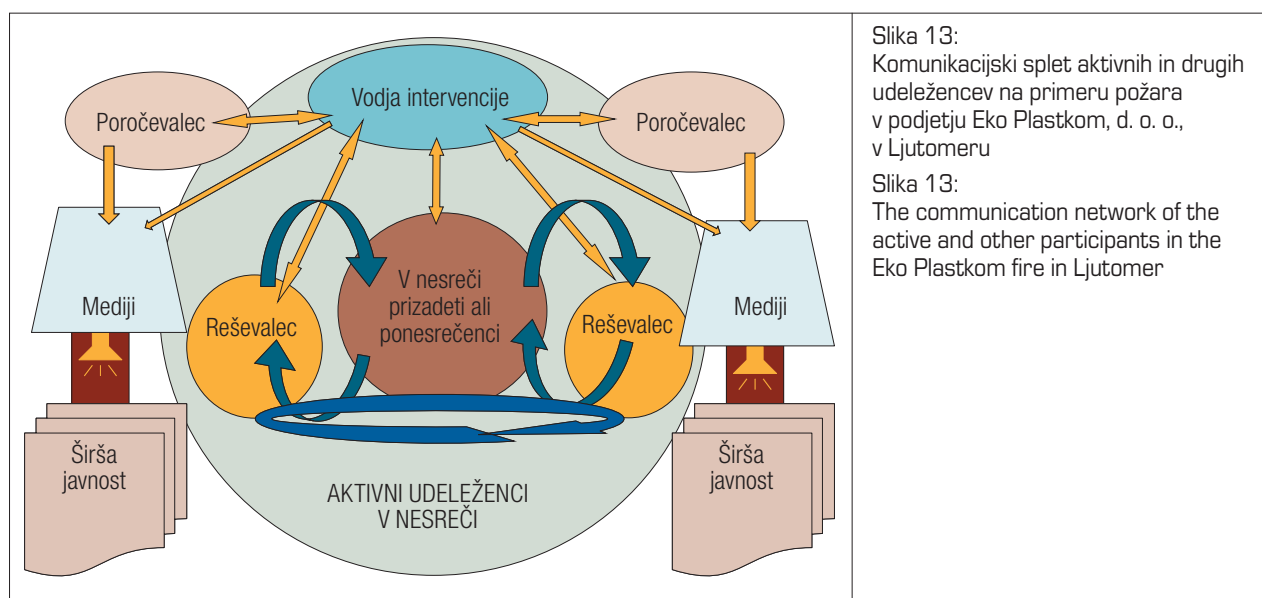 Vodja intervencije
Poročevalec
Poročevalec
Mediji
Reševalec
V nesreči
prizadeti ali
ponesrečenci
Reševalec
Mediji
Širša
javnost
AKTIVNI UDELEŽENCI
V NESREČI
Širša
javnost
Slika 13:
Komunikacijski splet aktivnih in drugih
udeležencev na primeru požara
v podjetju Eko Plastkom, d. o. o.,
v Ljutomeru
Slika 13:
The communication network of the
active and other participants in the
Eko Plastkom fire in Ljutomer